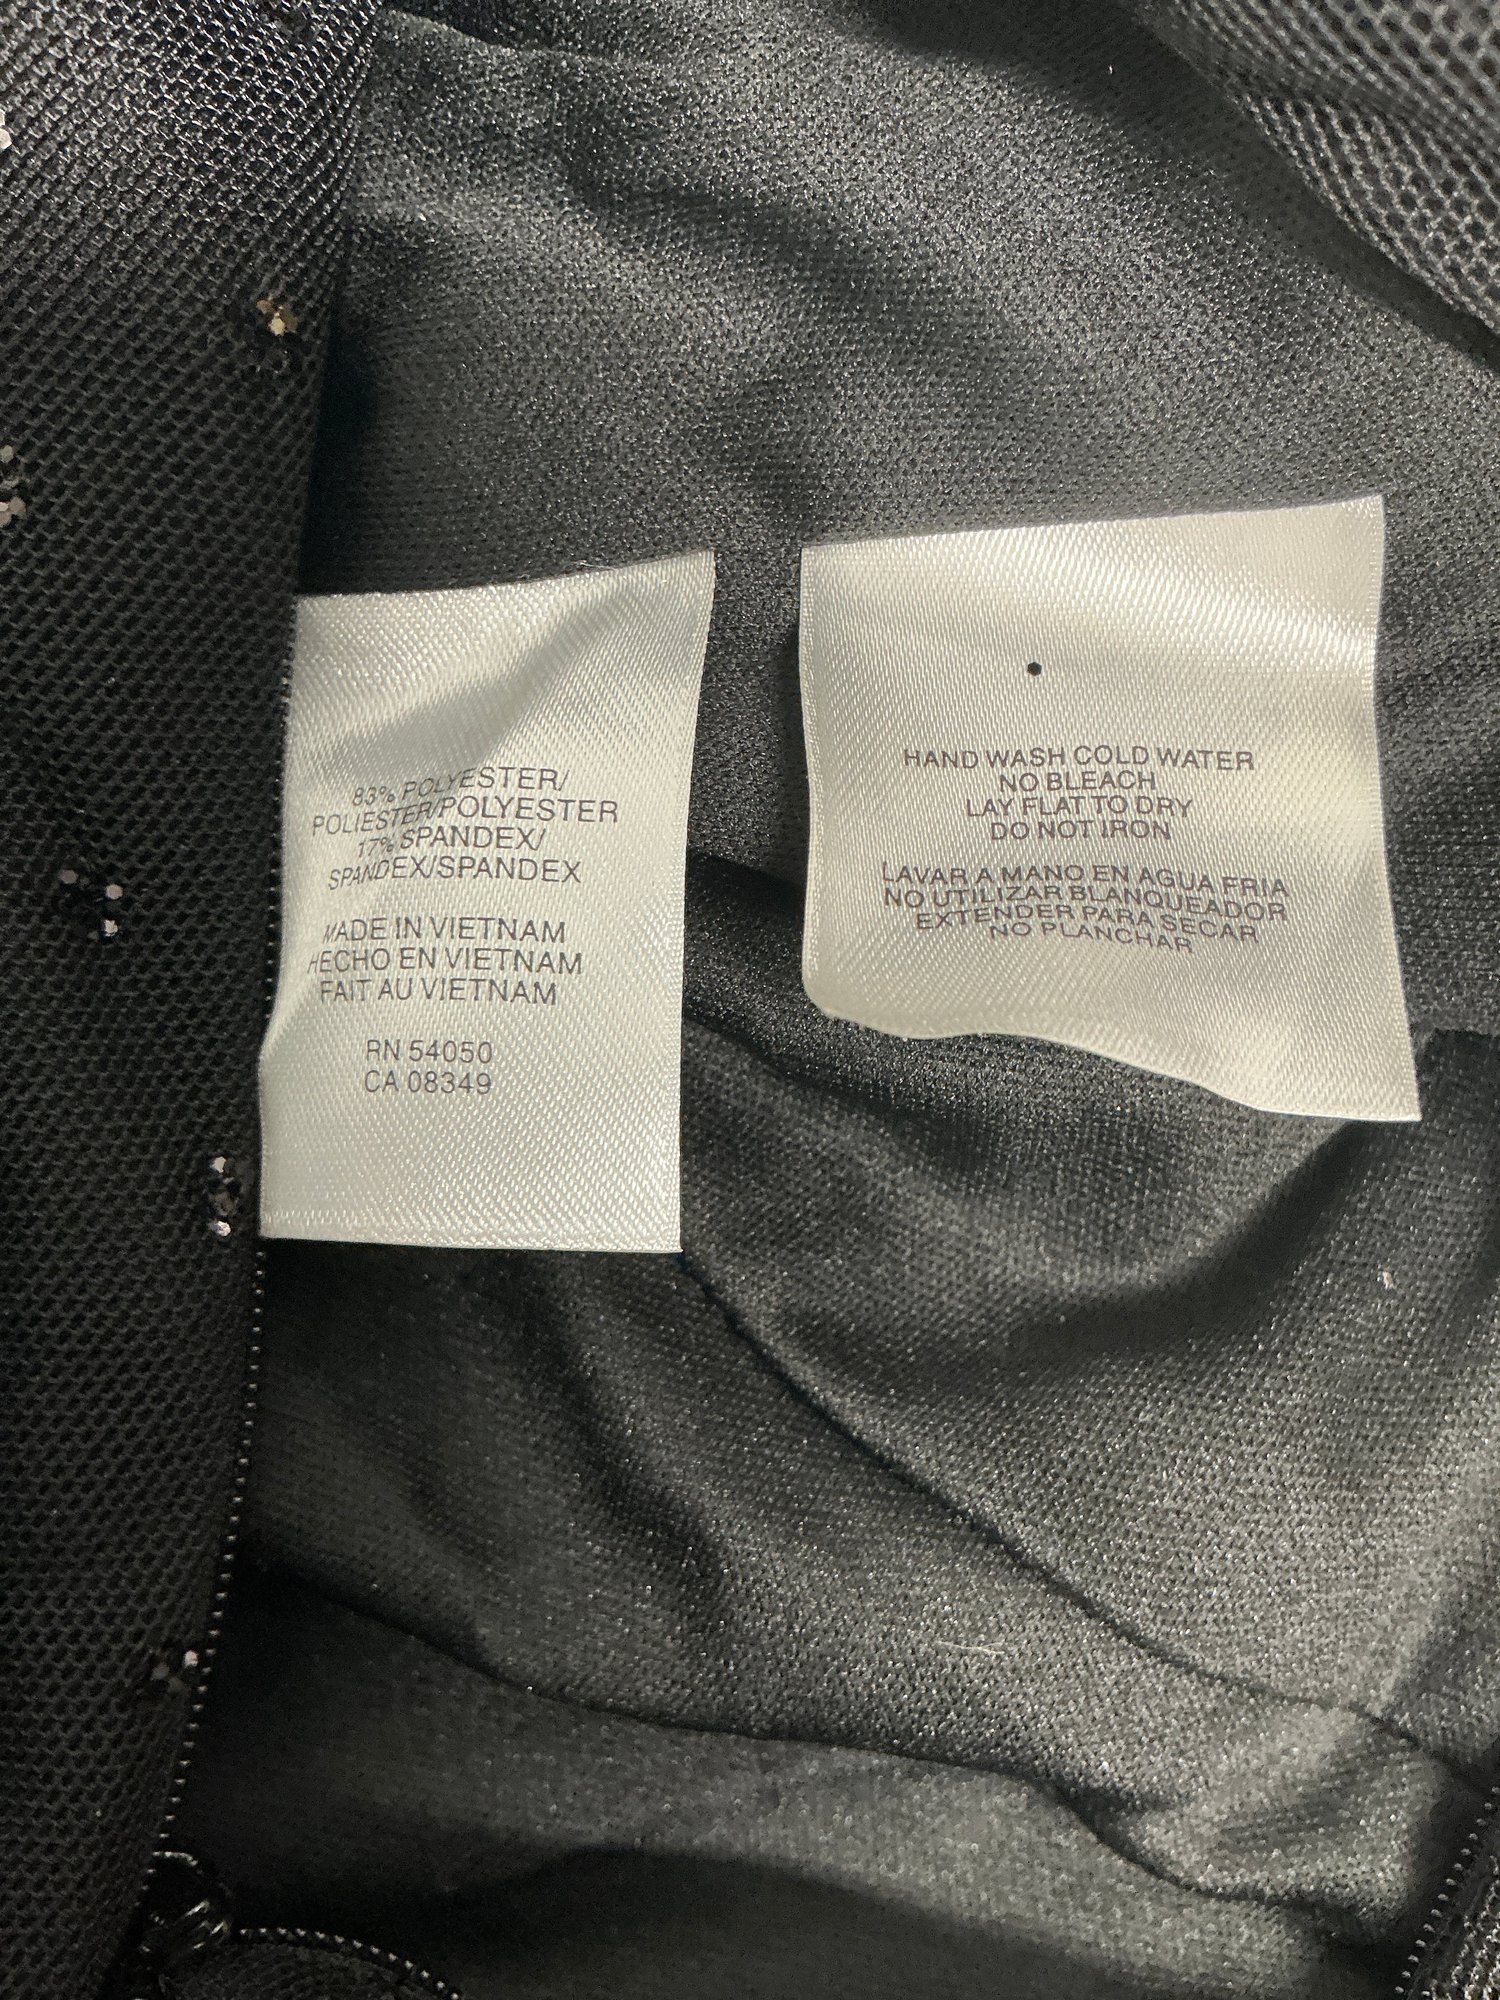 83% POLYESTER/
POLIESTER/POLYESTER
17% SPANDEX/
SPANDEX/SPANDEX
MADE IN VIETNAM
HECHO EN VIETNAM
FAIT AU VIETNAM
RN 54050
CA 08349
HAND WASH COLD WATER
NO BLEACH
LAY FLAT TO DRY
DO NOT IRON
LAVAR A MANO EN AGUA FRIA
NO UTILIZAR BLANQUEADOR
EXTENDER PARA SECAR
NO PLANCHAR